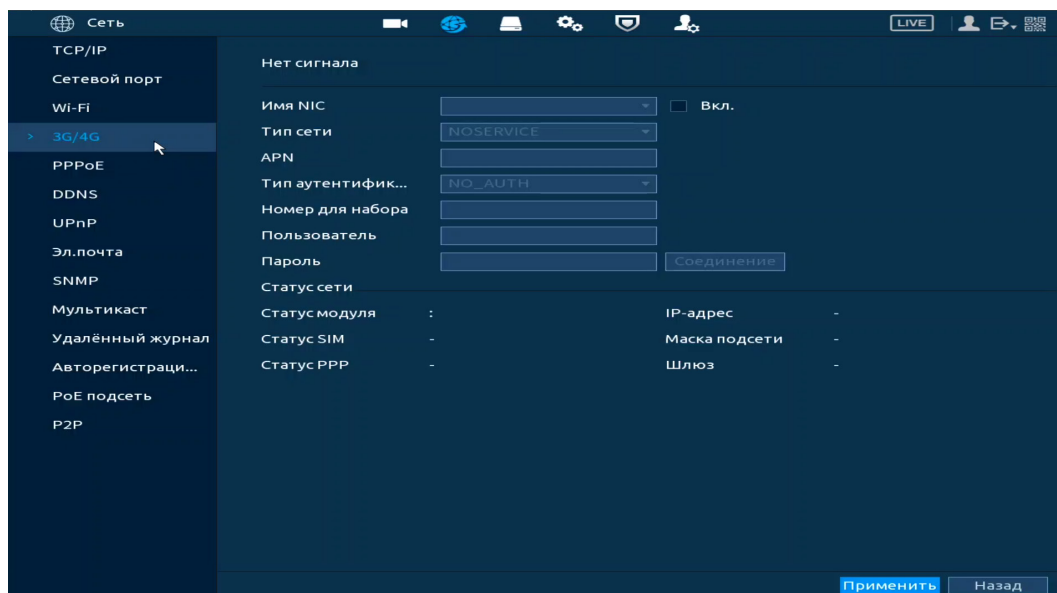 Сеть
LIVE
TCP/IP
Сетевой порт
Wi-Fi
> 3G/4G
PPPoE
DDNS
UPnP
Эл.почта
SNMP
Мультикаст
Удалённый журнал
Авторегистраци...
PoE подсеть
P2P
Нет сигнала
Имя NIC Вкл.
Тип сети NOSERVICE
APN
Тип аутентифик... NO_AUTH
Номер для набора
Пользователь
Пароль Соединение
Статус сети
Статус модуля : IP-адрес -
Статус SIM - Маска подсети -
Статус PPP - Шлюз -
Применить Назад